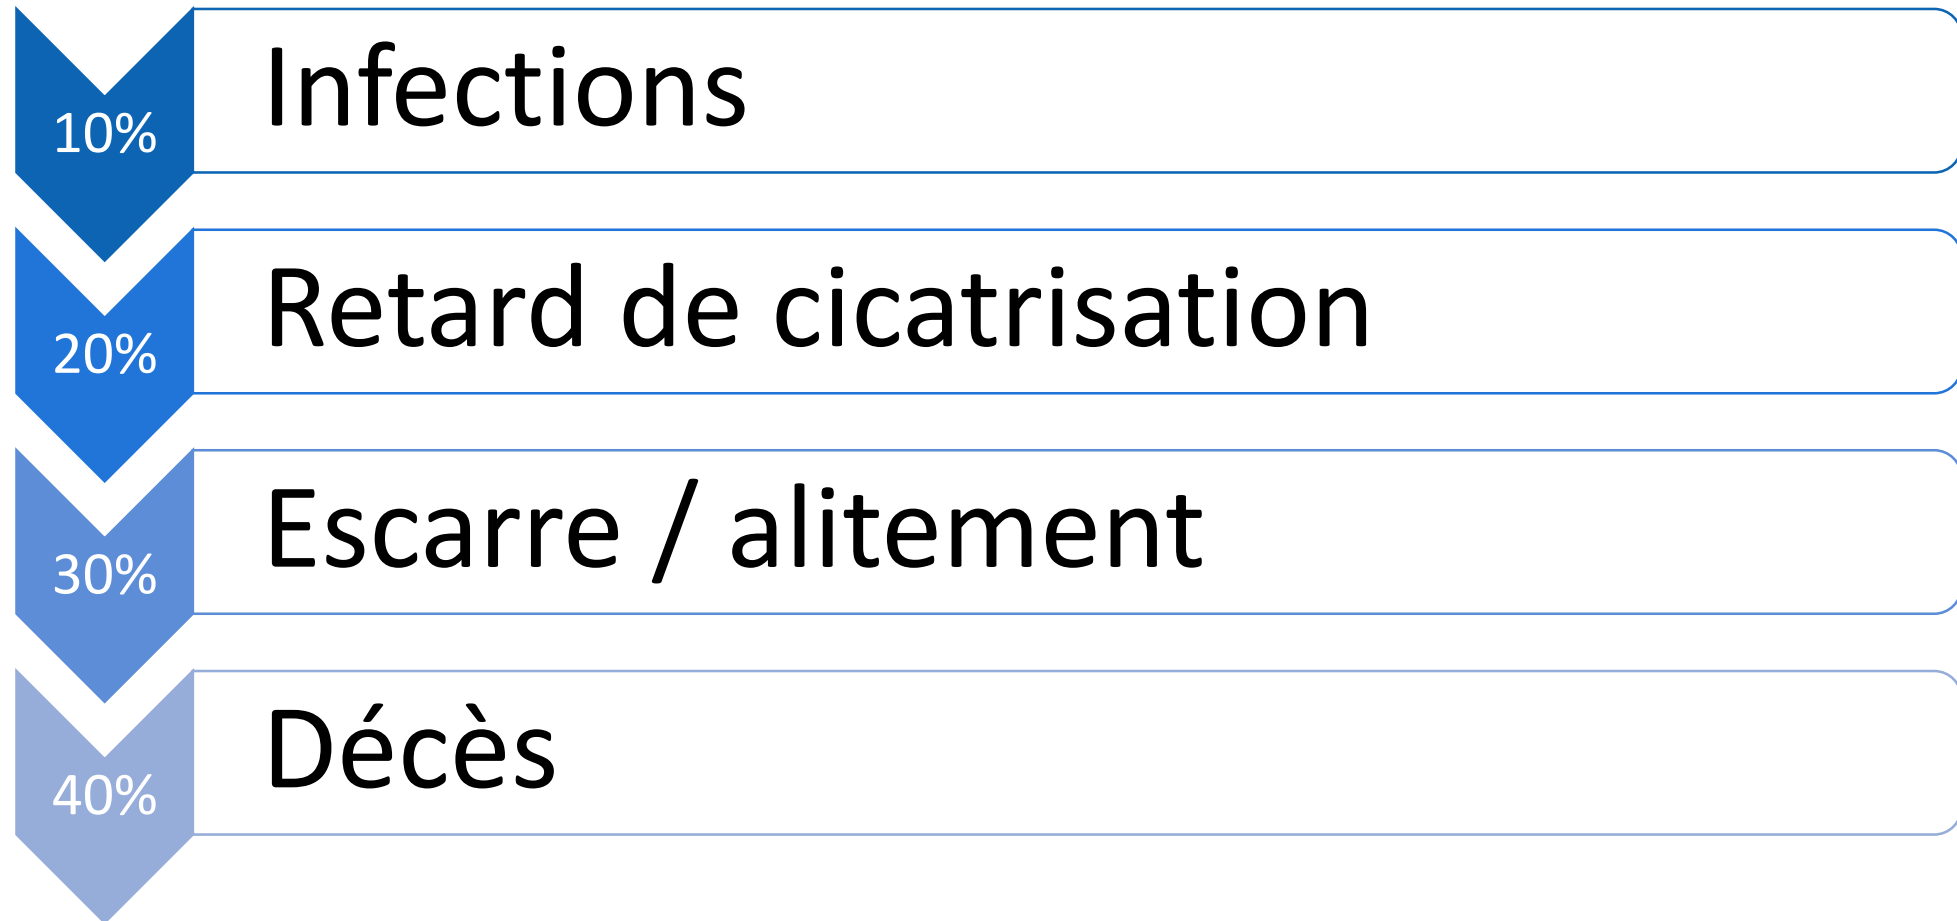 10%
Infections
20%
Retard de cicatrisation
30%
Escarre / alitement
40%
Décès